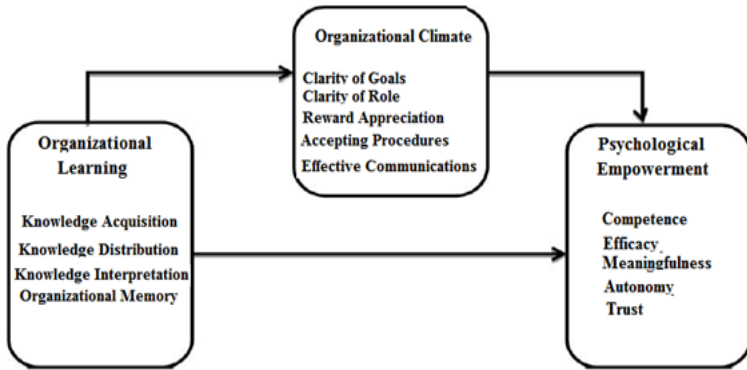 Organizational Climate
Clarity of Goals
Clarity of Role
Reward Appreciation
Accepting Procedures
Effective Communications
Organizational
Learning
Knowledge Acquisition
Knowledge Distribution
Knowledge Interpretation
Organizational Memory
Psychological
Empowerment
Competence
Efficacy
Meaningfulness
Autonomy
Trust